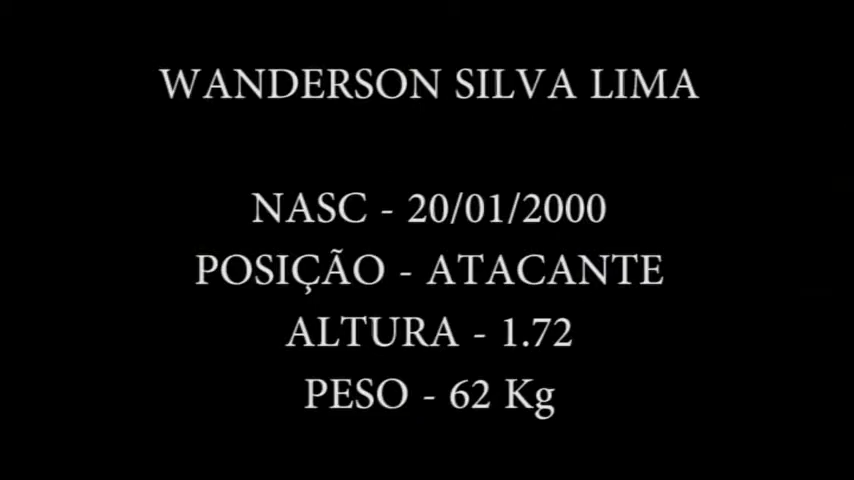 WANDERSON SILVA LIMA
NASC - 20/01/2000
POSIÇÃO - ATACANTE
ALTURA - 1.72
PESO - 62 Kg